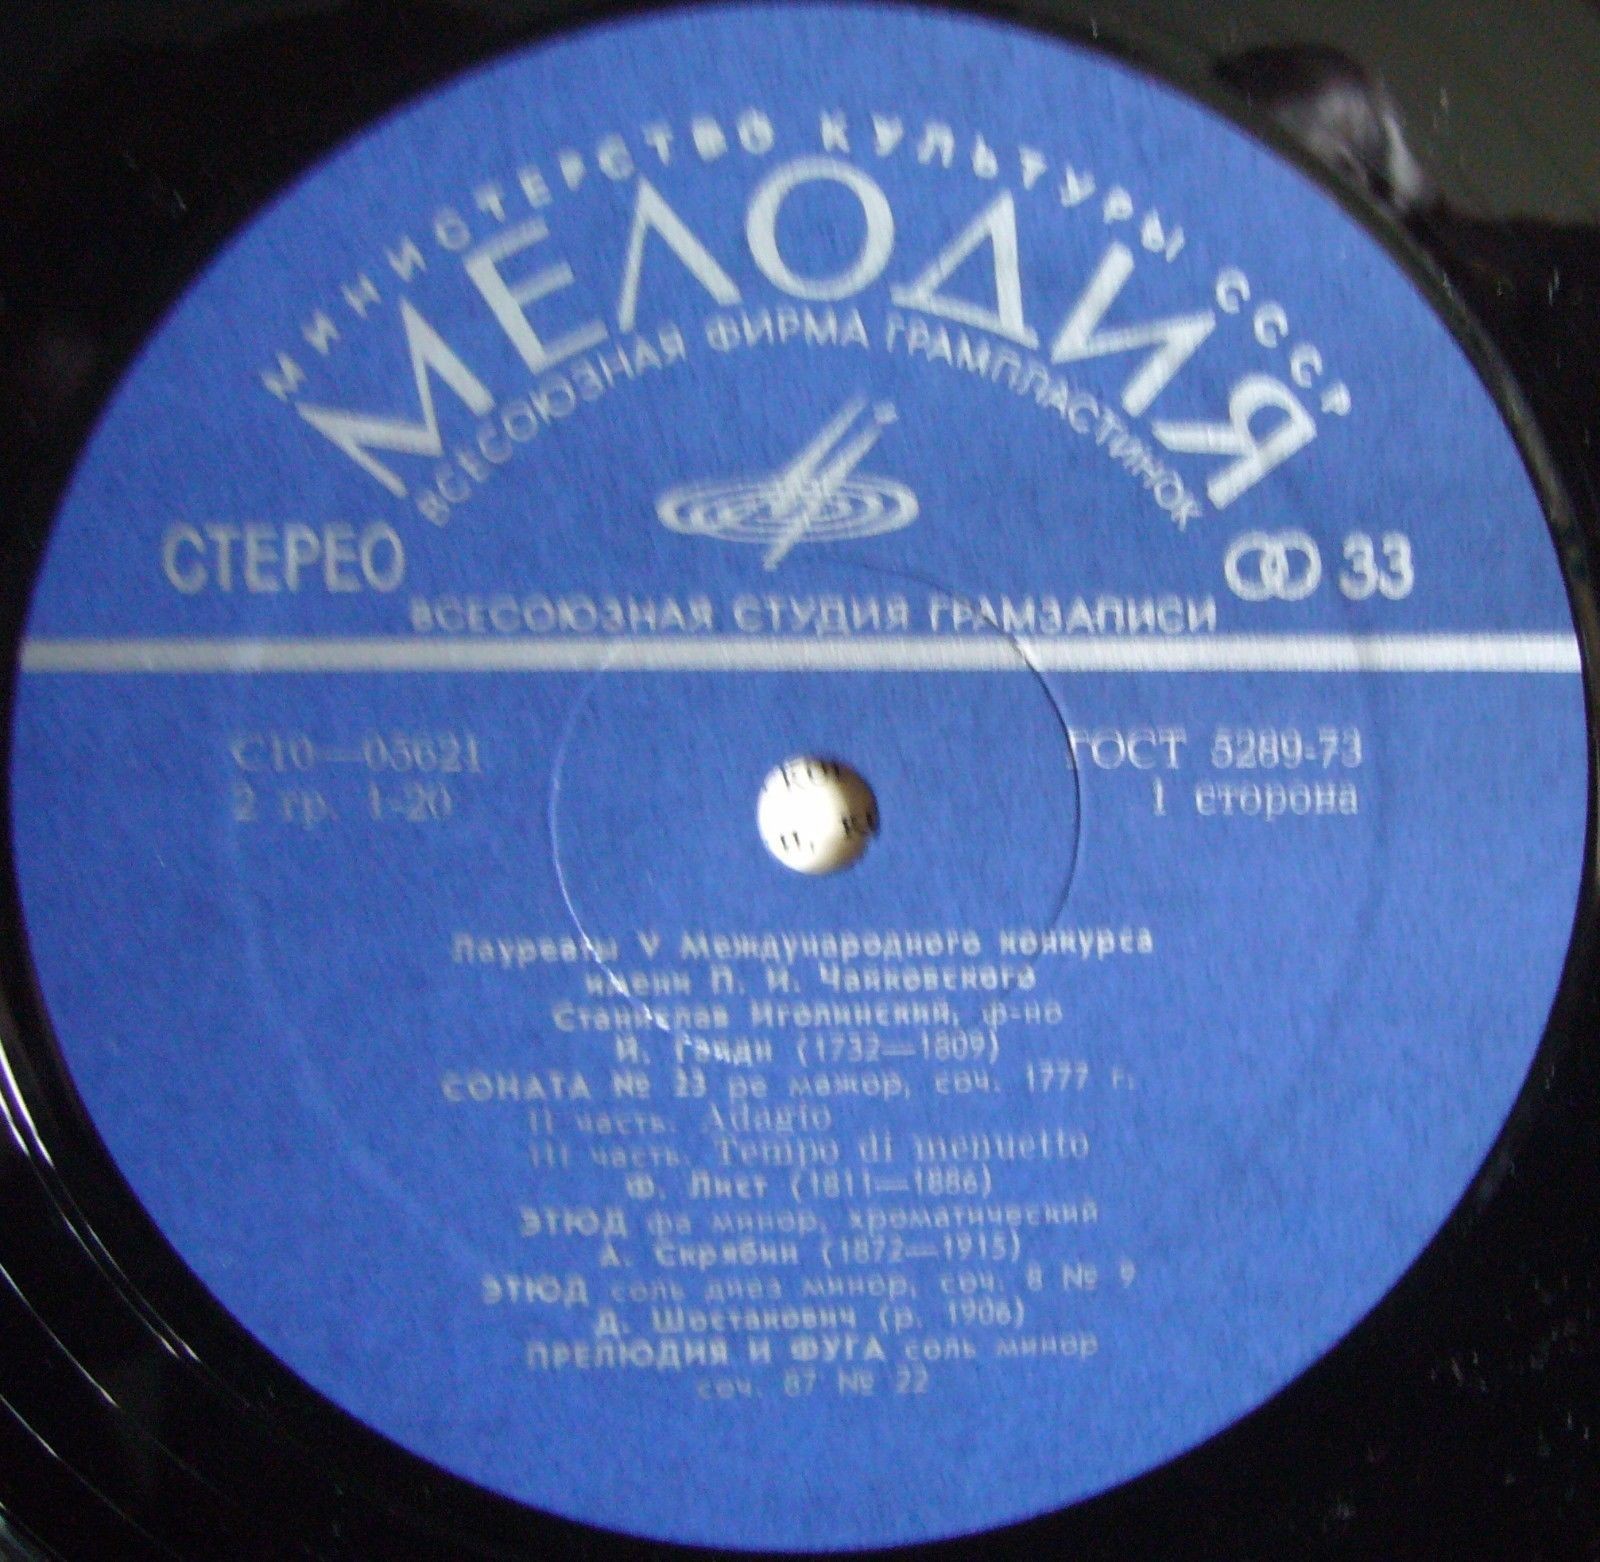 МИНИСТЕРСТВО КУЛЬТУРЫ СССР
МЕЛОДИЯ
ВСЕСОЮЗНАЯ ФИРМА ГРАМПЛАСТИНОК
СТЕРЕО
33
ВСЕСОЮЗНАЯ СТУДИЯ ГРАМЗАПИСИ
С10—05621
ГОСТ 5289-73
2 гр. 1-20
1 сторона
Лауреаты V Международного конкурса
имени П. И. Чайковского
Станислав Иголинский, ф-но
Й. Гайдн (1732—1809)
СОНАТА № 23 ре мажор, соч. 1777 г.
II часть. Adagio
III часть. Tempo di menuetto
Ф. Лист (1811—1886)
ЭТЮД фа минор, хроматический
А. Скрябин (1872—1915)
ЭТЮД соль диез минор, соч. 8 № 9
Д. Шостакович (р. 1906)
ПРЕЛЮДИЯ И ФУГА соль минор
соч. 87 № 22